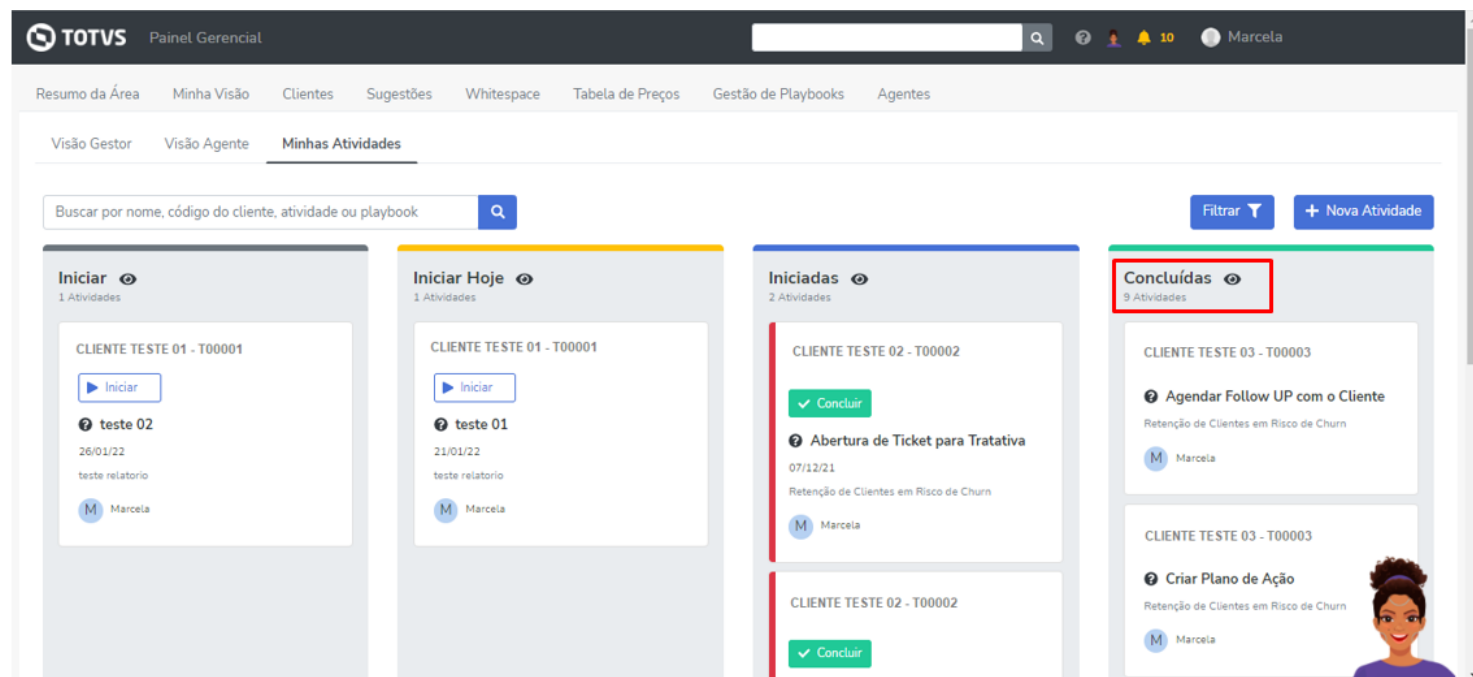 TOTVS Painel Gerencial 10 Marcela
Resumo da Área Minha Visão Clientes Sugestões Whitespace Tabela de Preços Gestão de Playbooks Agentes
Visão Gestor Visão Agente Minhas Atividades
Buscar por nome, código do cliente, atividade ou playbook Filtrar + Nova Atividade
Iniciar
1 Atividades
CLIENTE TESTE 01 - T00001
Iniciar
teste 02
26/01/22
teste relatorio
M Marcela
Iniciar Hoje
1 Atividades
CLIENTE TESTE 01 - T00001
Iniciar
teste 01
21/01/22
teste relatorio
M Marcela
Iniciadas
2 Atividades
CLIENTE TESTE 02 - T00002
Concluir
Abertura de Ticket para Tratativa
07/12/21
Retenção de Clientes em Risco de Churn
M Marcela
CLIENTE TESTE 02 - T00002
Concluir
Concluídas
9 Atividades
CLIENTE TESTE 03 - T00003
Agendar Follow UP com o Cliente
Retenção de Clientes em Risco de Churn
M Marcela
CLIENTE TESTE 03 - T00003
Criar Plano de Ação
Retenção de Clientes em Risco de Churn
M Marcela